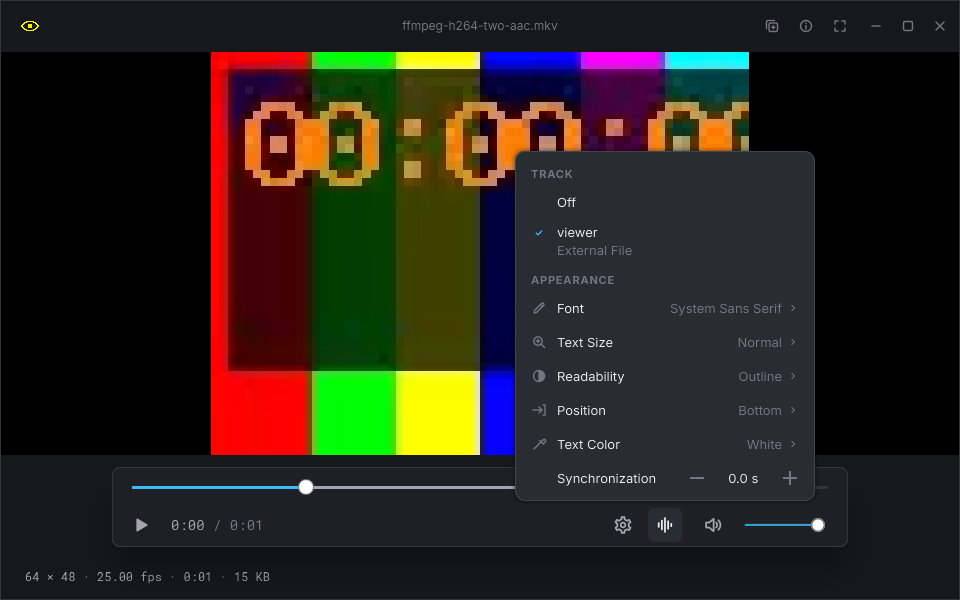 ffmpeg-h264-two-aac.mkv
00:00:00
TRACK
Off
viewer
External File
APPEARANCE
Font System Sans Serif
Text Size Normal
Readability Outline
Position Bottom
Text Color White
Synchronization — 0.0 s +
0:00 / 0:01
64 × 48 · 25.00 fps · 0:01 · 15 KB